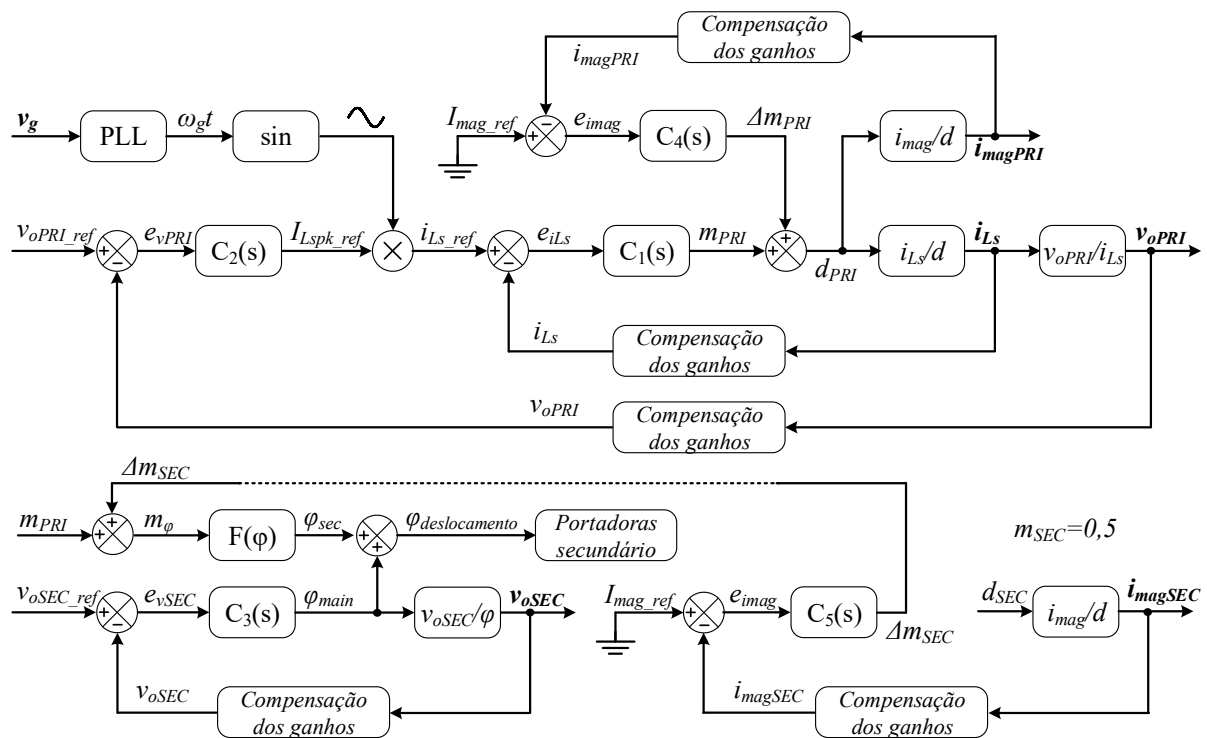 Compensação
dos ganhos
i_magPRI
v_g
PLL
ω_g t
sin
I_mag_ref
+
-
e_imag
C₄(s)
Δm_PRI
i_mag/d
i_magPRI
v_oPRI_ref
+
-
e_vPRI
C₂(s)
I_Lspk_ref
×
i_Ls_ref
+
-
e_iLs
C₁(s)
m_PRI
+
+
d_PRI
i_Ls/d
i_Ls
v_oPRI/i_Ls
v_oPRI
i_Ls
Compensação
dos ganhos
v_oPRI
Compensação
dos ganhos
Δm_SEC
m_PRI
+
+
m_φ
F(φ)
φ_sec
+
+
φ_deslocamento
Portadoras
secundário
m_SEC=0,5
v_oSEC_ref
+
-
e_vSEC
C₃(s)
φ_main
v_oSEC/φ
v_oSEC
I_mag_ref
+
-
e_imag
C₅(s)
Δm_SEC
d_SEC
i_mag/d
i_magSEC
v_oSEC
Compensação
dos ganhos
i_magSEC
Compensação
dos ganhos